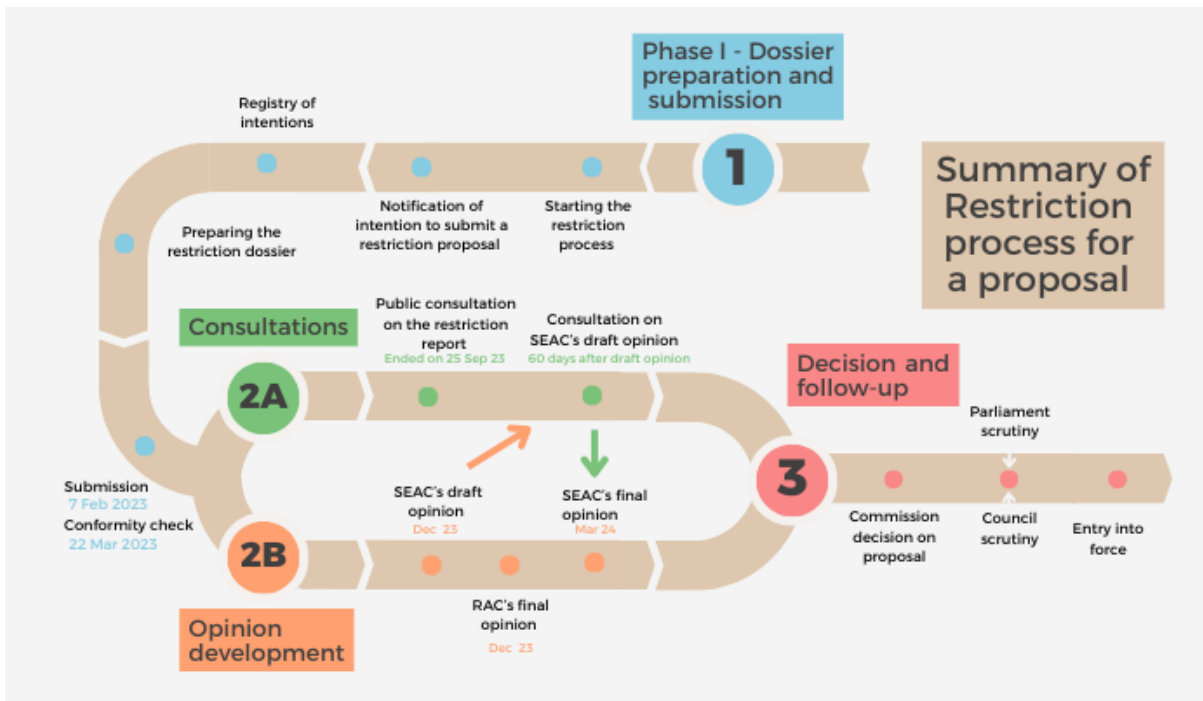 Phase I - Dossier
preparation and
submission
1
Summary of
Restriction
process for
a proposal
Registry of
intentions
Notification of
intention to submit a
restriction proposal
Starting the
restriction
process
Preparing the
restriction dossier
Submission
7 Feb 2023
Conformity check
22 Mar 2023
Consultations
2A
Public consultation
on the restriction
report
Ended on 25 Sep 23
Consultation on
SEAC's draft opinion
60 days after draft opinion
SEAC's draft
opinion
Dec 23
SEAC's final
opinion
Mar 24
2B
Opinion
development
RAC's final
opinion
Dec 23
Decision and
follow-up
3
Commission
decision on
proposal
Parliament
scrutiny
Council
scrutiny
Entry into
force